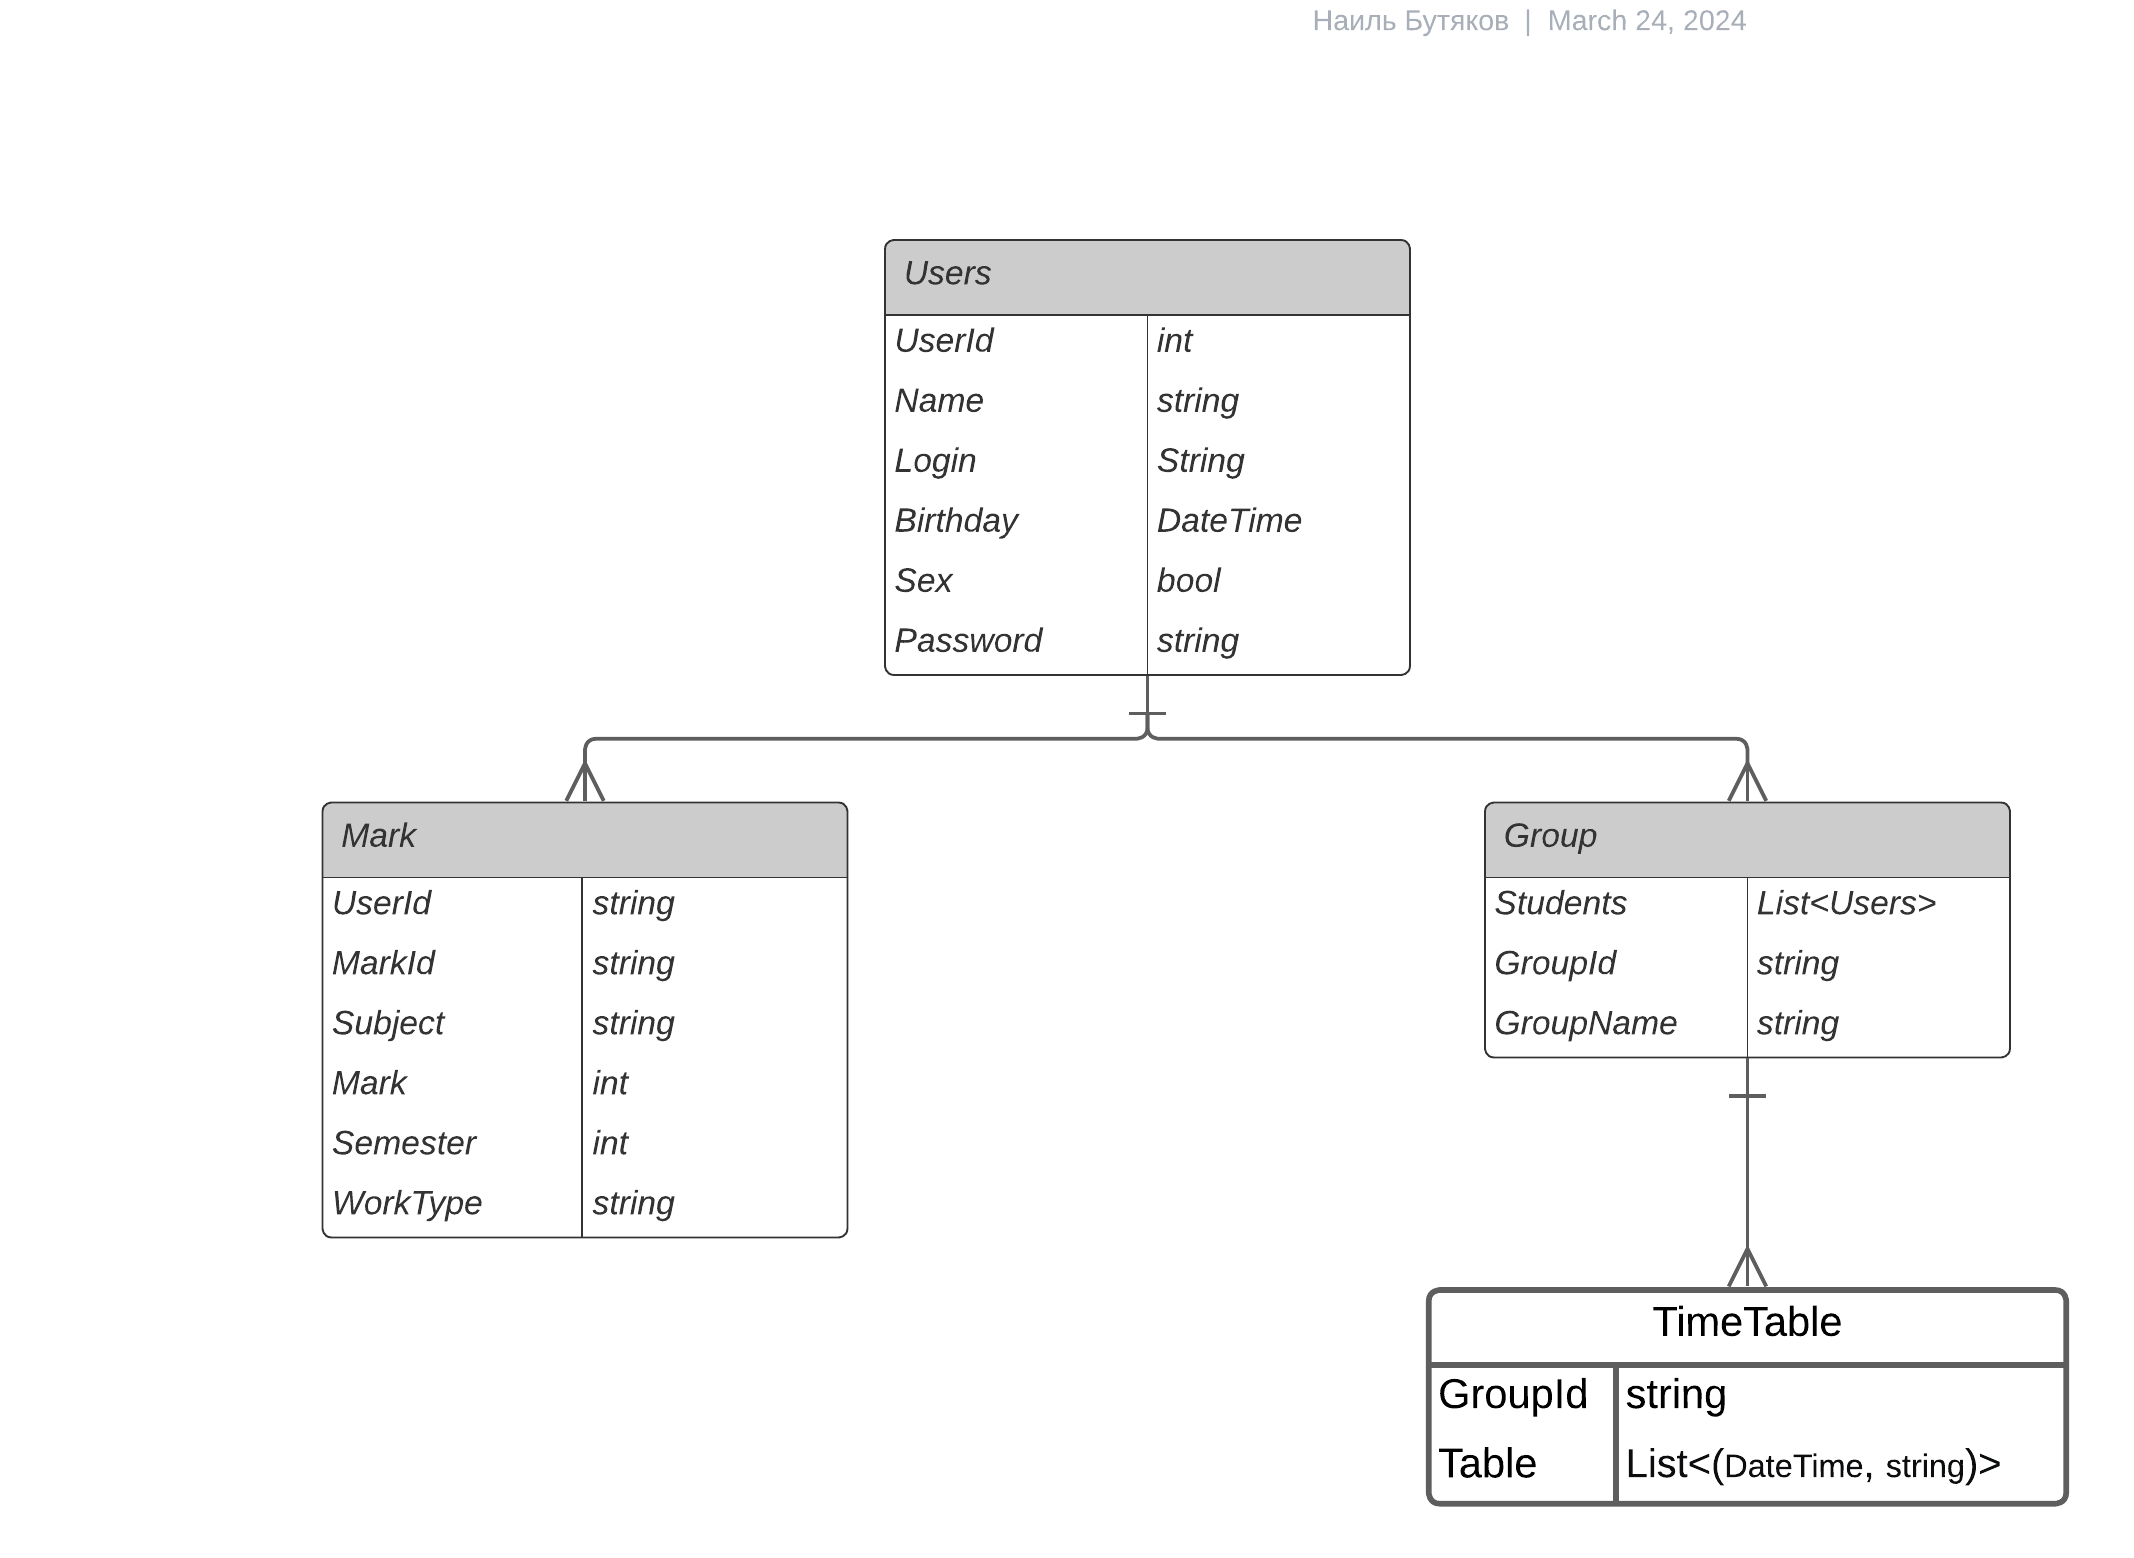 Наиль Бутяков | March 24, 2024
Users
UserId int
Name string
Login String
Birthday DateTime
Sex bool
Password string
Mark
UserId string
MarkId string
Subject string
Mark int
Semester int
WorkType string
Group
Students List<Users>
GroupId string
GroupName string
TimeTable
GroupId string
Table List<(DateTime, string)>